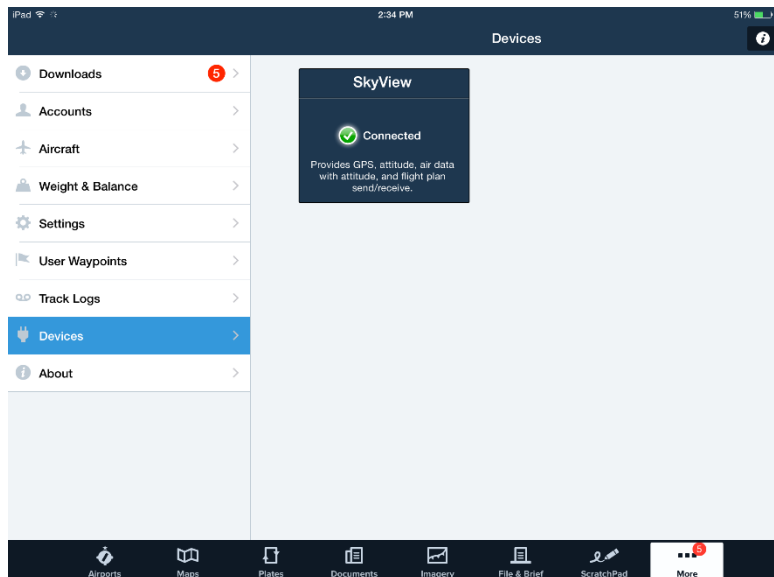 iPad
2:34 PM
51%
Devices
Downloads
5
Accounts
Aircraft
Weight & Balance
Settings
User Waypoints
Track Logs
Devices
About
SkyView
Connected
Provides GPS, attitude, air data
with attitude, and flight plan
send/receive.
Airports
Maps
Plates
Documents
Imagery
File & Brief
ScratchPad
More
5